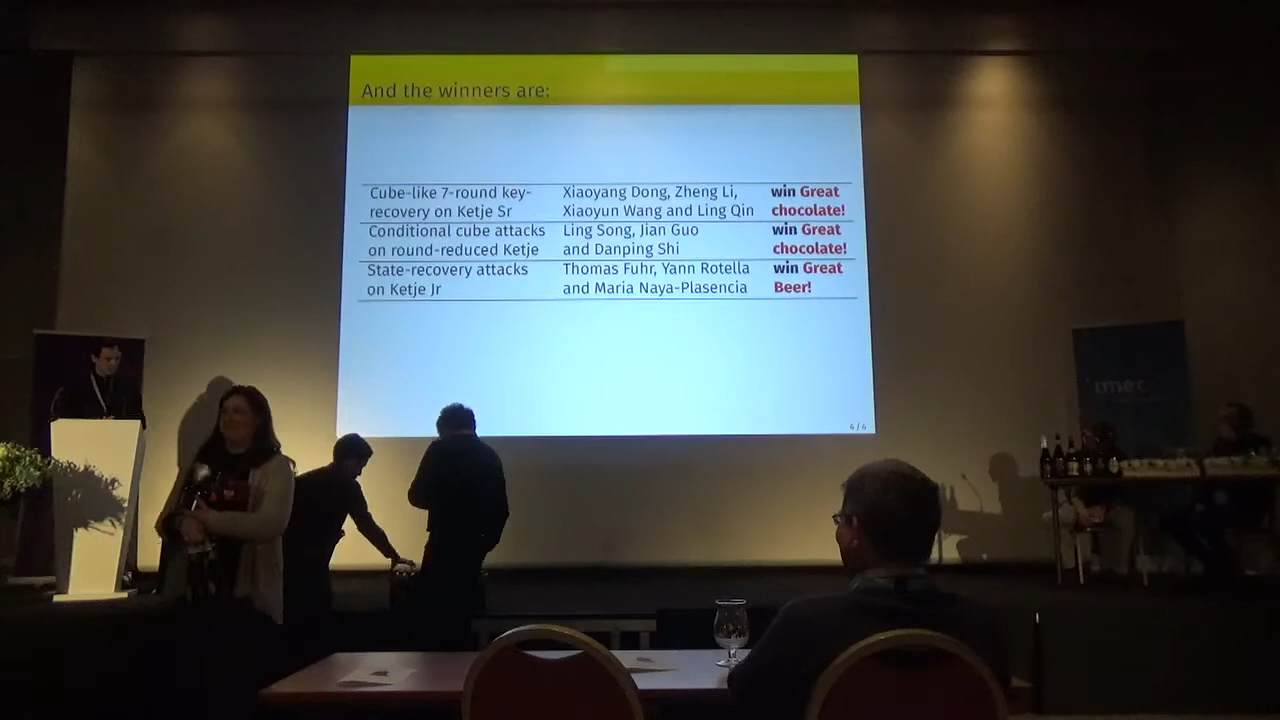 And the winners are:
Cube-like 7-round key-
recovery on Ketje Sr
Xiaoyang Dong, Zheng Li,
Xiaoyun Wang and Ling Qin
win Great
chocolate!
Conditional cube attacks
on round-reduced Ketje
Ling Song, Jian Guo
and Danping Shi
win Great
chocolate!
State-recovery attacks
on Ketje Jr
Thomas Fuhr, Yann Rotella
and Maria Naya-Plasencia
win Great
Beer!
6/6
imec